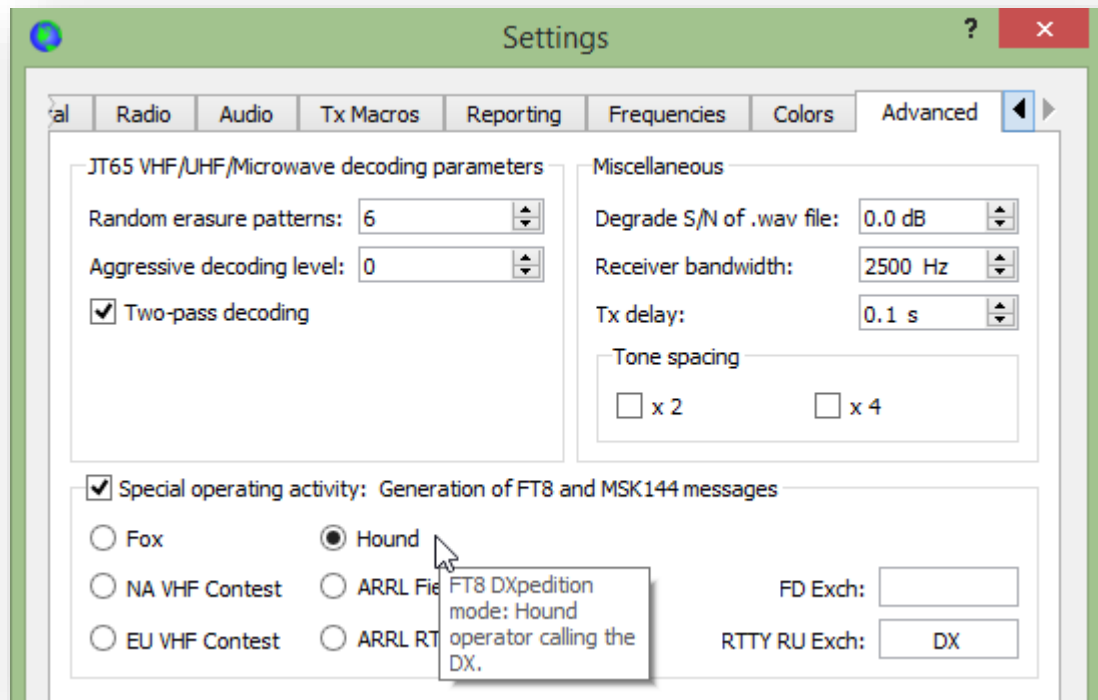 Settings
?
al Radio Audio Tx Macros Reporting Frequencies Colors Advanced
JT65 VHF/UHF/Microwave decoding parameters
Random erasure patterns: 6
Aggressive decoding level: 0
Two-pass decoding
Miscellaneous
Degrade S/N of .wav file: 0.0 dB
Receiver bandwidth: 2500 Hz
Tx delay: 0.1 s
Tone spacing
x 2 x 4
Special operating activity: Generation of FT8 and MSK144 messages
Fox Hound
NA VHF Contest ARRL Fie FD Exch:
EU VHF Contest ARRL RT RTTY RU Exch: DX
FT8 DXpedition
mode: Hound
operator calling the
DX.